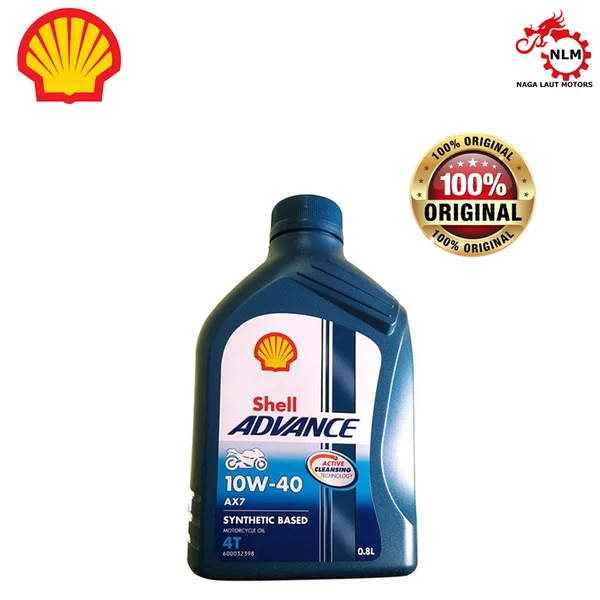 NLM
NAGA LAUT MOTORS
100% ORIGINAL
100%
ORIGINAL
100% ORIGINAL
Shell
ADVANCE
ACTIVE
CLEANSING
TECHNOLOGY
10W-40
AX7
SYNTHETIC BASED
MOTORCYCLE OIL
4T
600032398
0.8L